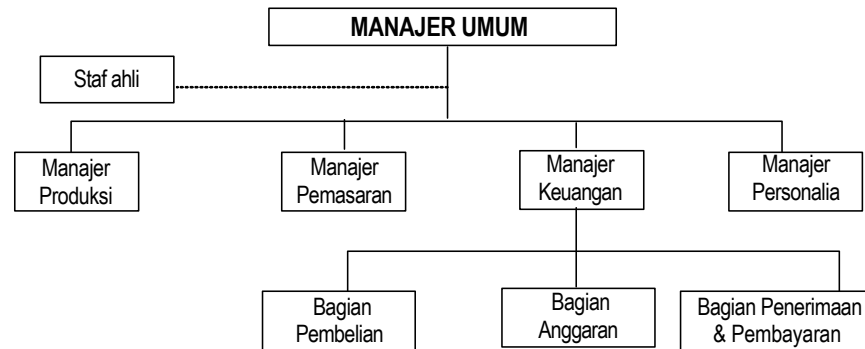 MANAJER UMUM
Staf ahli
Manajer
Produksi
Manajer
Pemasaran
Manajer
Keuangan
Manajer
Personalia
Bagian
Pembelian
Bagian
Anggaran
Bagian Penerimaan
& Pembayaran